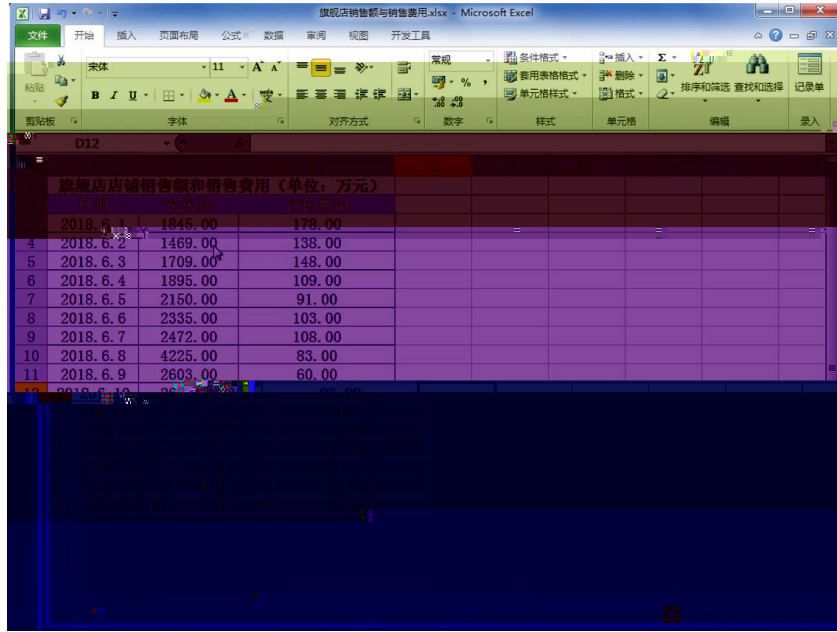 旗舰店销售额与销售费用.xlsx - Microsoft Excel
文件 开始 插入 页面布局 公式 数据 审阅 视图 开发工具
宋体 11 A A 常规 条件格式 插入 Σ
粘贴 % , 套用表格格式 删除 排序和筛选 查找和选择 记录单
B I U A 单元格样式 格式
剪贴板 字体 对齐方式 数字 样式 单元格 编辑 录入
D12
旗舰店店铺销售额和销售费用（单位：万元）
2018.6.1 1845.00 178.00
4 2018.6.2 1469.00 138.00
5 2018.6.3 1709.00 148.00
6 2018.6.4 1895.00 109.00
7 2018.6.5 2150.00 91.00
8 2018.6.6 2335.00 103.00
9 2018.6.7 2472.00 108.00
10 2018.6.8 4225.00 83.00
11 2018.6.9 2603.00 60.00
12 2018.6.10